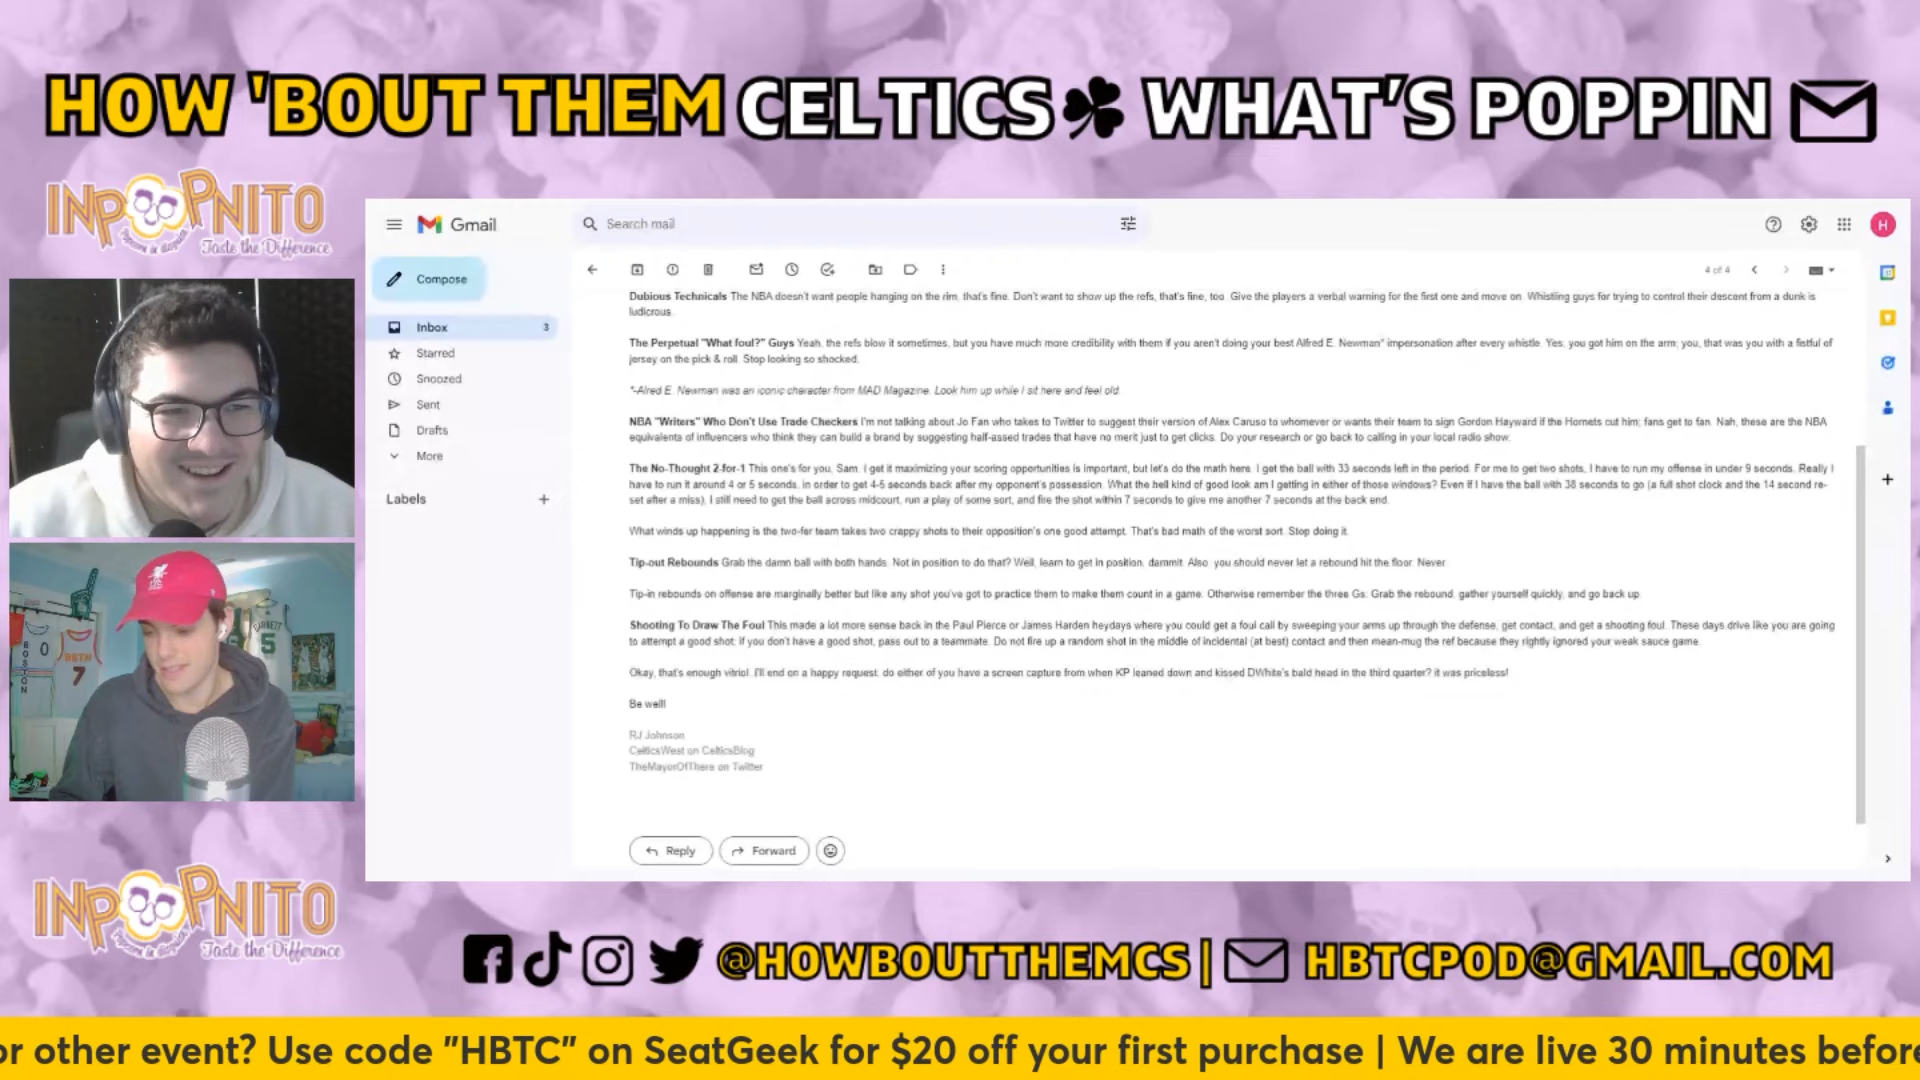 HOW 'BOUT THEM CELTICS WHAT'S POPPIN
INPOPNITO
Taste the Difference
Gmail
Search mail
H
Compose
4 of 4
Inbox
3
Starred
Snoozed
Sent
Drafts
More
Labels
Dubious Technicals The NBA doesn't want people hanging on the rim, that's fine. Don't want to show up the refs, that's fine, too. Give the players a verbal warning for the first one and move on. Whistling guys for trying to control their descent from a dunk is
ludicrous.
The Perpetual "What foul?" Guys Yeah, the refs blow it sometimes, but you have much more credibility with them if you aren't doing your best Alfred E. Newman* impersonation after every whistle. Yes, you got him on the arm; you, that was you with a fistful of
jersey on the pick & roll. Stop looking so shocked.
*-Alred E. Newman was an iconic character from MAD Magazine. Look him up while I sit here and feel old.
NBA "Writers" Who Don't Use Trade Checkers I'm not talking about Jo Fan who takes to Twitter to suggest their version of Alex Caruso to whomever or wants their team to sign Gordon Hayward if the Hornets cut him; fans get to fan. Nah, these are the NBA
equivalents of influencers who think they can build a brand by suggesting half-assed trades that have no merit just to get clicks. Do your research or go back to calling in your local radio show.
The No-Thought 2-for-1 This one's for you, Sam. I get it maximizing your scoring opportunities is important, but let's do the math here. I get the ball with 33 seconds left in the period. For me to get two shots, I have to run my offense in under 9 seconds. Really I
have to run it around 4 or 5 seconds, in order to get 4-5 seconds back after my opponent's possession. What the hell kind of good look am I getting in either of those windows? Even if I have the ball with 38 seconds to go (a full shot clock and the 14 second re-
set after a miss), I still need to get the ball across midcourt, run a play of some sort, and fire the shot within 7 seconds to give me another 7 seconds at the back end.
What winds up happening is the two-fer team takes two crappy shots to their opposition's one good attempt. That's bad math of the worst sort. Stop doing it.
Tip-out Rebounds Grab the damn ball with both hands. Not in position to do that? Well, learn to get in position, dammit. Also, you should never let a rebound hit the floor. Never.
Tip-in rebounds on offense are marginally better but like any shot you've got to practice them to make them count in a game. Otherwise remember the three Gs: Grab the rebound, gather yourself quickly, and go back up.
Shooting To Draw The Foul This made a lot more sense back in the Paul Pierce or James Harden heydays where you could get a foul call by sweeping your arms up through the defense, get contact, and get a shooting foul. These days drive like you are going
to attempt a good shot; if you don't have a good shot, pass out to a teammate. Do not fire up a random shot in the middle of incidental (at best) contact and then mean-mug the ref because they rightly ignored your weak sauce game.
Okay, that's enough vitriol. I'll end on a happy request: do either of you have a screen capture from when KP leaned down and kissed DWhite's bald head in the third quarter? it was priceless!
Be well!
RJ Johnson
CelticsWest on CelticsBlog
TheMayorOfThere on Twitter
Reply
Forward
BOSTON
0
7
GARNETT
5
INPOPNITO
Taste the Difference
@HOWBOUTTHEMCS | HBTCPOD@GMAIL.COM
or other event? Use code "HBTC" on SeatGeek for $20 off your first purchase | We are live 30 minutes before